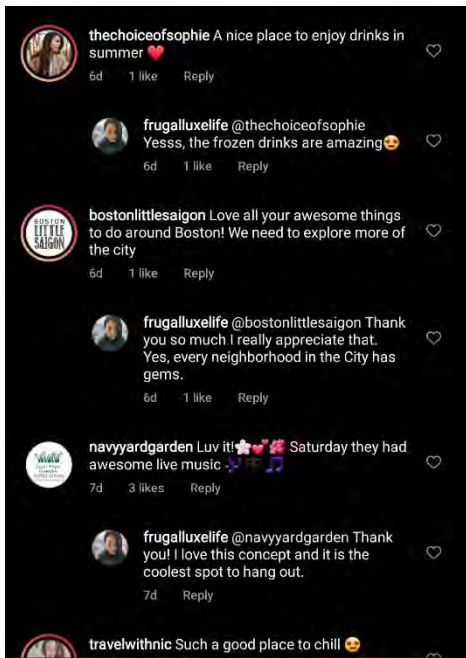 thechoiceofsophie A nice place to enjoy drinks in
summer ❤️
6d 1 like Reply
frugalluxelife @thechoiceofsophie
Yesss, the frozen drinks are amazing😍
6d 1 like Reply
BOSTON
LITTLE
SAIGON
bostonlittlesaigon Love all your awesome things
to do around Boston! We need to explore more of
the city
6d 1 like Reply
frugalluxelife @bostonlittlesaigon Thank
you so much I really appreciate that.
Yes, every neighborhood in the City has
gems.
6d 1 like Reply
navyyardgarden Luv it!🌸💕🌺 Saturday they had
awesome live music 🎶🎵
7d 3 likes Reply
frugalluxelife @navyyardgarden Thank
you! I love this concept and it is the
coolest spot to hang out.
7d Reply
travelwithnic Such a good place to chill 😍